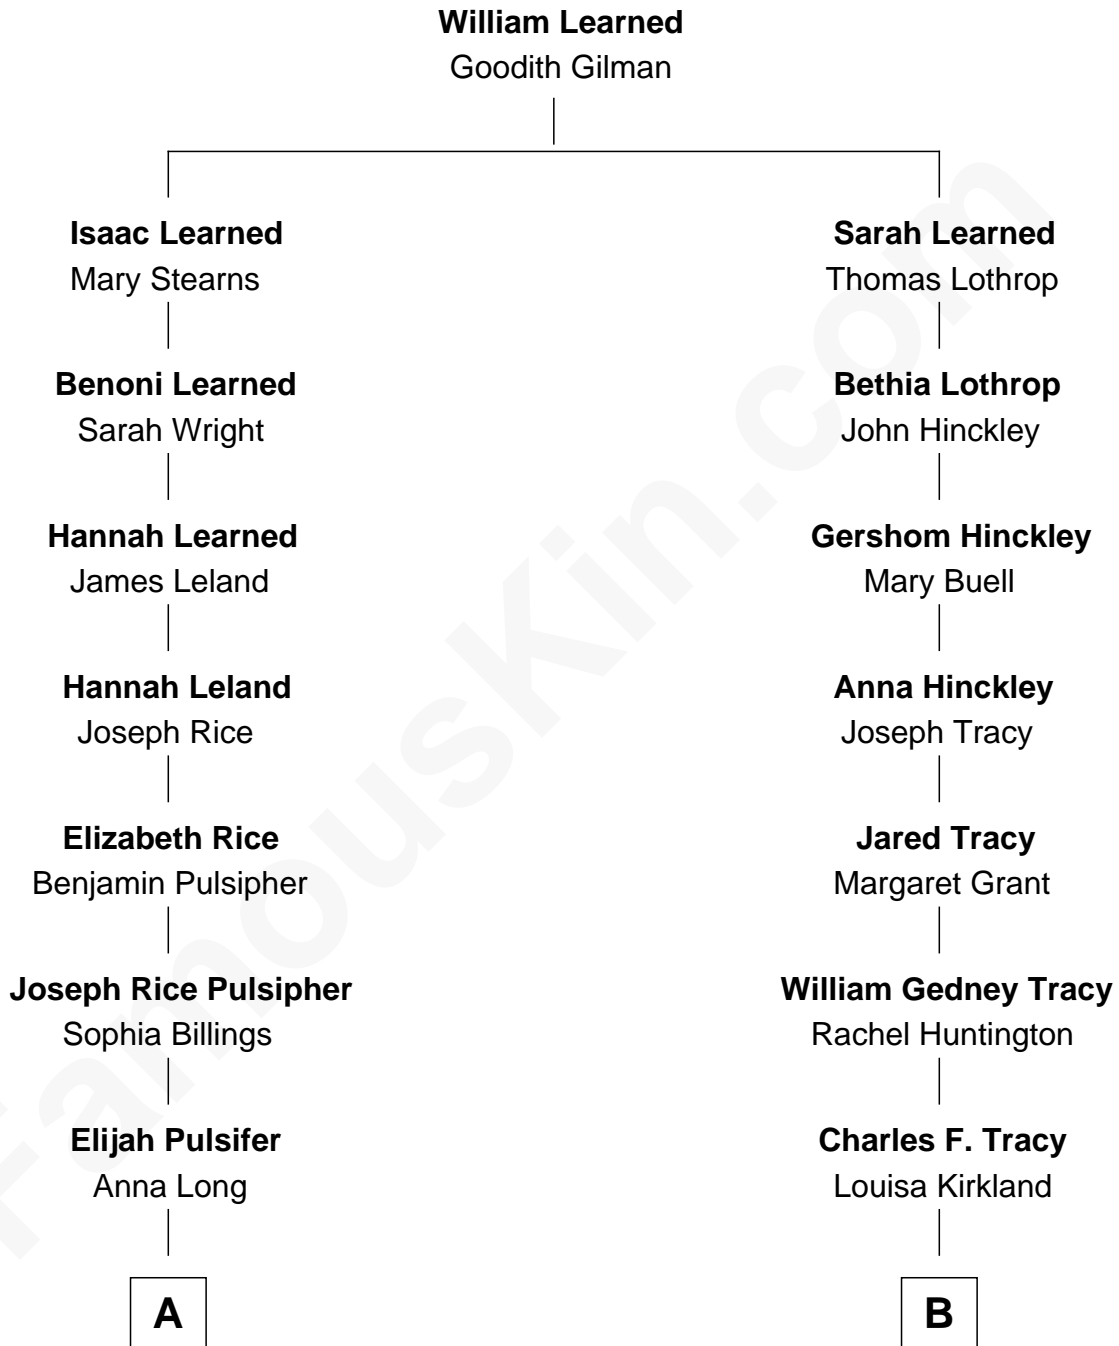 William Learned
Goodith Gilman
Isaac Learned
Mary Stearns
Sarah Learned
Thomas Lothrop
Benoni Learned
Sarah Wright
Bethia Lothrop
John Hinckley
Hannah Learned
James Leland
Gershom Hinckley
Mary Buell
Hannah Leland
Joseph Rice
Anna Hinckley
Joseph Tracy
Elizabeth Rice
Benjamin Pulsipher
Jared Tracy
Margaret Grant
Joseph Rice Pulsipher
Sophia Billings
William Gedney Tracy
Rachel Huntington
Elijah Pulsifer
Anna Long
Charles F. Tracy
Louisa Kirkland
A
B
FamousKin.com